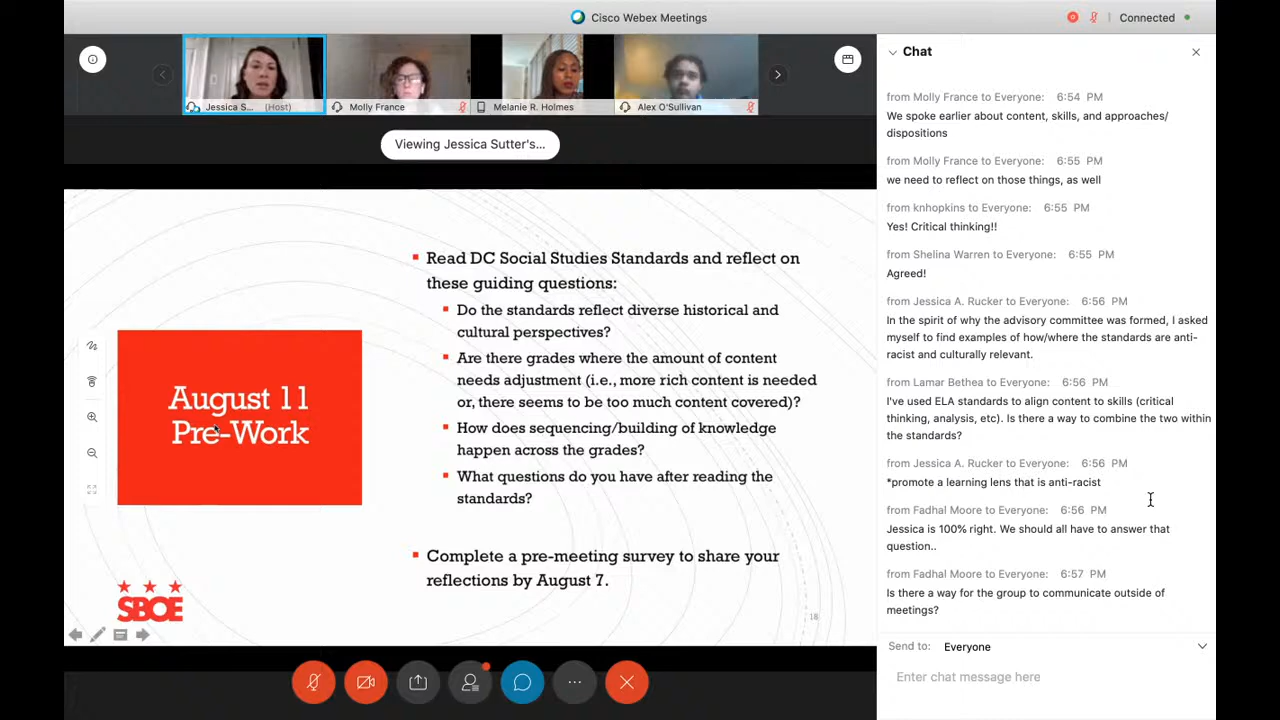 Cisco Webex Meetings
Connected
Jessica S... (Host)
Molly France
Melanie R. Holmes
Alex O'Sullivan
Viewing Jessica Sutter's...
August 11
Pre-Work
Read DC Social Studies Standards and reflect on
these guiding questions:
Do the standards reflect diverse historical and
cultural perspectives?
Are there grades where the amount of content
needs adjustment (i.e., more rich content is needed
or, there seems to be too much content covered)?
How does sequencing/building of knowledge
happen across the grades?
What questions do you have after reading the
standards?
Complete a pre-meeting survey to share your
reflections by August 7.
SBOE
18
Chat
from Molly France to Everyone: 6:54 PM
We spoke earlier about content, skills, and approaches/
dispositions
from Molly France to Everyone: 6:55 PM
we need to reflect on those things, as well
from knhopkins to Everyone: 6:55 PM
Yes! Critical thinking!!
from Shelina Warren to Everyone: 6:55 PM
Agreed!
from Jessica A. Rucker to Everyone: 6:56 PM
In the spirit of why the advisory committee was formed, I asked
myself to find examples of how/where the standards are anti-
racist and culturally relevant.
from Lamar Bethea to Everyone: 6:56 PM
I've used ELA standards to align content to skills (critical
thinking, analysis, etc). Is there a way to combine the two within
the standards?
from Jessica A. Rucker to Everyone: 6:56 PM
*promote a learning lens that is anti-racist
from Fadhal Moore to Everyone: 6:56 PM
Jessica is 100% right. We should all have to answer that
question..
from Fadhal Moore to Everyone: 6:57 PM
Is there a way for the group to communicate outside of
meetings?
Send to: Everyone
Enter chat message here